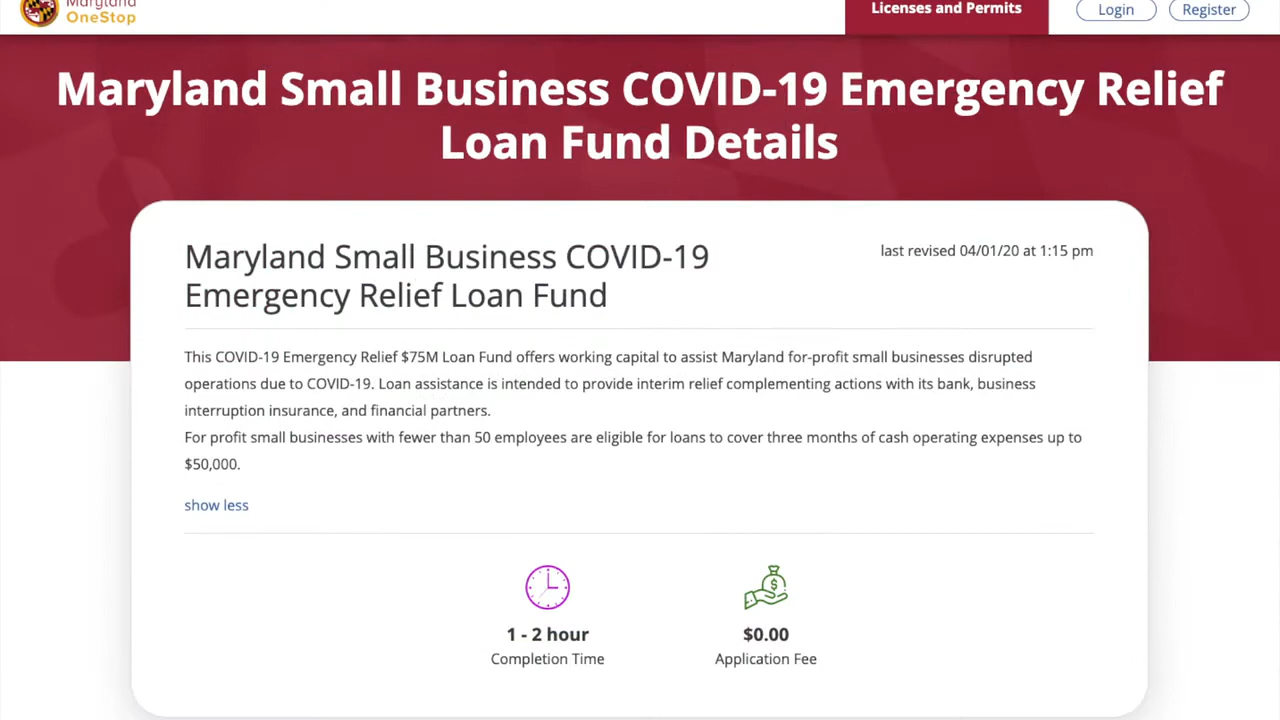 Maryland
OneStop
Licenses and Permits
Login
Register
Maryland Small Business COVID-19 Emergency Relief
Loan Fund Details
Maryland Small Business COVID-19
Emergency Relief Loan Fund
last revised 04/01/20 at 1:15 pm
This COVID-19 Emergency Relief $75M Loan Fund offers working capital to assist Maryland for-profit small businesses disrupted
operations due to COVID-19. Loan assistance is intended to provide interim relief complementing actions with its bank, business
interruption insurance, and financial partners.
For profit small businesses with fewer than 50 employees are eligible for loans to cover three months of cash operating expenses up to
$50,000.
show less
1 - 2 hour
Completion Time
$0.00
Application Fee